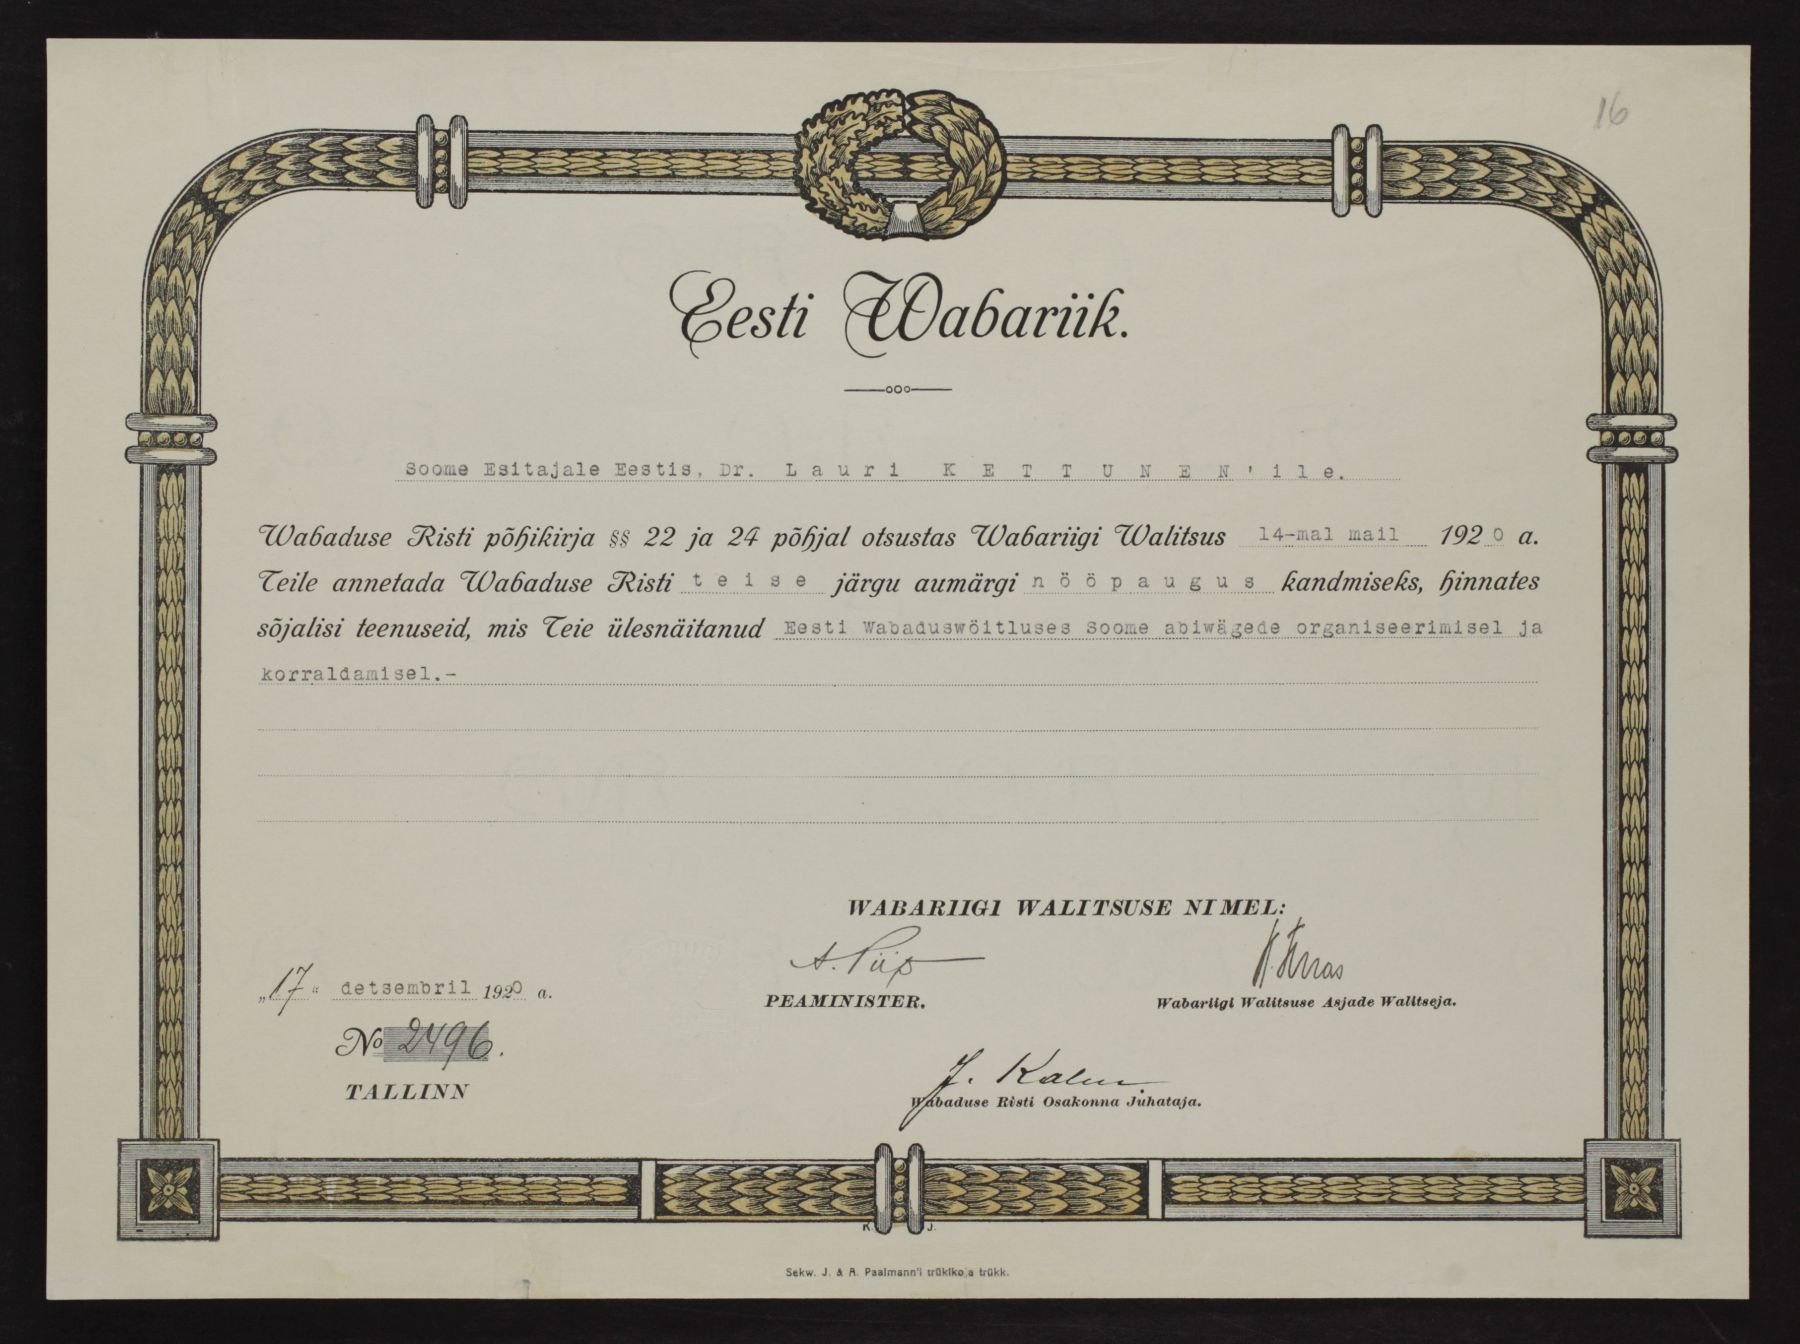 16
Eesti Wabariik.
Soome Esitajale Eestis, Dr. Lauri KETTUNEN'ile.
Wabaduse Risti põhikirja §§ 22 ja 24 põhjal otsustas Wabariigi Walitsus 14-mal mail 1920 a.
Teile annetada Wabaduse Risti teise järgu aumärgi nööpaugus kandmiseks, hinnates
sõjalisi teenuseid, mis Teie ülesnäitanud Eesti Wabaduswöitluses Soome abiwägede organiseerimisel ja
korraldamisel.-
WABARIIGI WALITSUSE NIMEL:
A. Piip
PEAMINISTER.
Wabariigi Walitsuse Asjade Walitseja.
„17“ detsembril 1920 a.
No 2496.
TALLINN
J. Kalm
Wabaduse Risti Osakonna Juhataja.
K. J.
Sekw. J. & A. Paalmann'i trükikoja trükk.